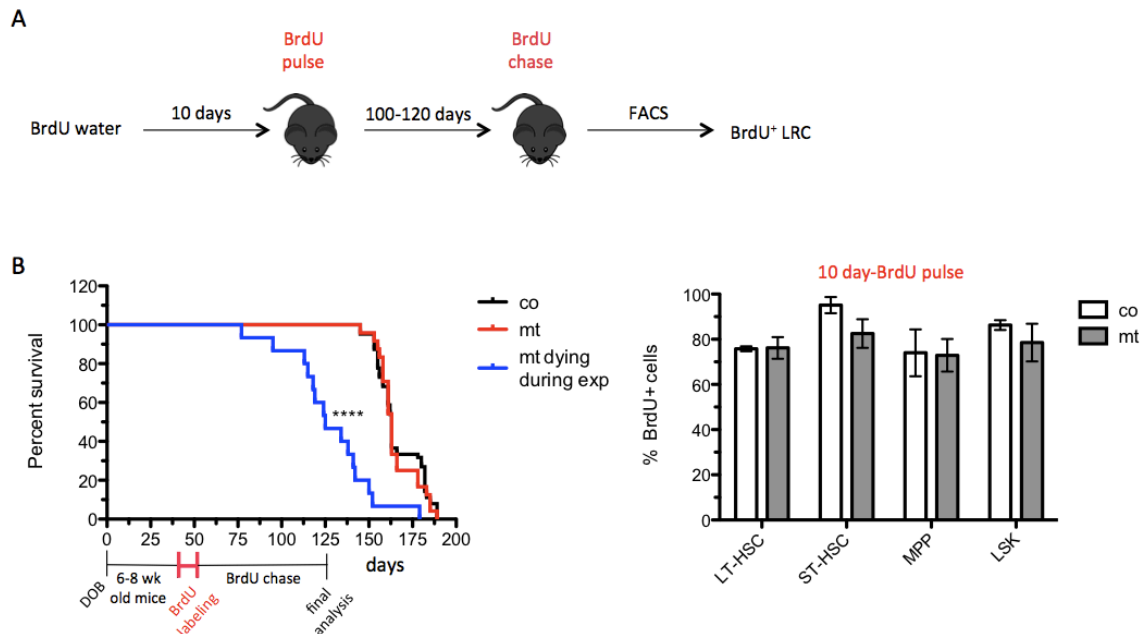 A
BrdU
pulse
BrdU
chase
BrdU water
10 days
100-120 days
FACS
BrdU⁺ LRC
B
Percent survival
120
100
80
60
40
20
0
****
0 25 50 75 100 125 150 175 200
days
co
mt
mt dying
during exp
DOB
6-8 wk
old mice
BrdU
labeling
BrdU chase
final
analysis
10 day-BrdU pulse
% BrdU+ cells
100
80
60
40
20
0
LT-HSC
ST-HSC
MPP
LSK
co
mt